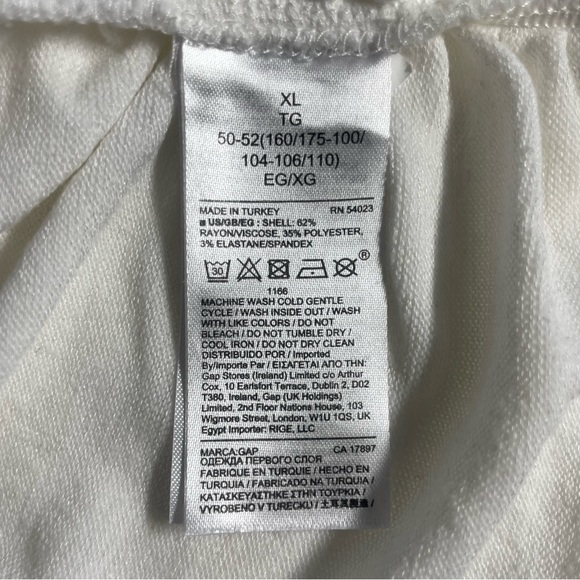 XL
TG
50-52(160/175-100/
104-106/110)
EG/XG
MADE IN TURKEY RN 54023
■ US/GB/EG : SHELL: 62%
RAYON/VISCOSE, 35% POLYESTER,
3% ELASTANE/SPANDEX
30
1166
MACHINE WASH COLD GENTLE
CYCLE / WASH INSIDE OUT / WASH
WITH LIKE COLORS / DO NOT
BLEACH / DO NOT TUMBLE DRY /
COOL IRON / DO NOT DRY CLEAN
DISTRIBUIDO POR / Imported
By/Importe Par / ΕΙΣΑΓΕΤΑΙ ΑΠΟ ΤΗΝ:
Gap Stores (Ireland) Limited c/o Arthur
Cox, 10 Earlsfort Terrace, Dublin 2, D02
T380, Ireland, Gap (UK Holdings)
Limited, 2nd Floor Nations House, 103
Wigmore Street, London, W1U 1QS, UK
Egypt Importer: RIGE, LLC
MARCA:GAP CA 17897
ОДЕЖДА ПЕРВОГО СЛОЯ
FABRIQUE EN TURQUIE / HECHO EN
TURQUIA / FABRICADO NA TURQUIA /
ΚΑΤΑΣΚΕΥΑΣΤΗΚΕ ΣΤΗΝ ΤΟΥΡΚΙΑ /
VYROBENO V TURECKU / 土耳其製造 /